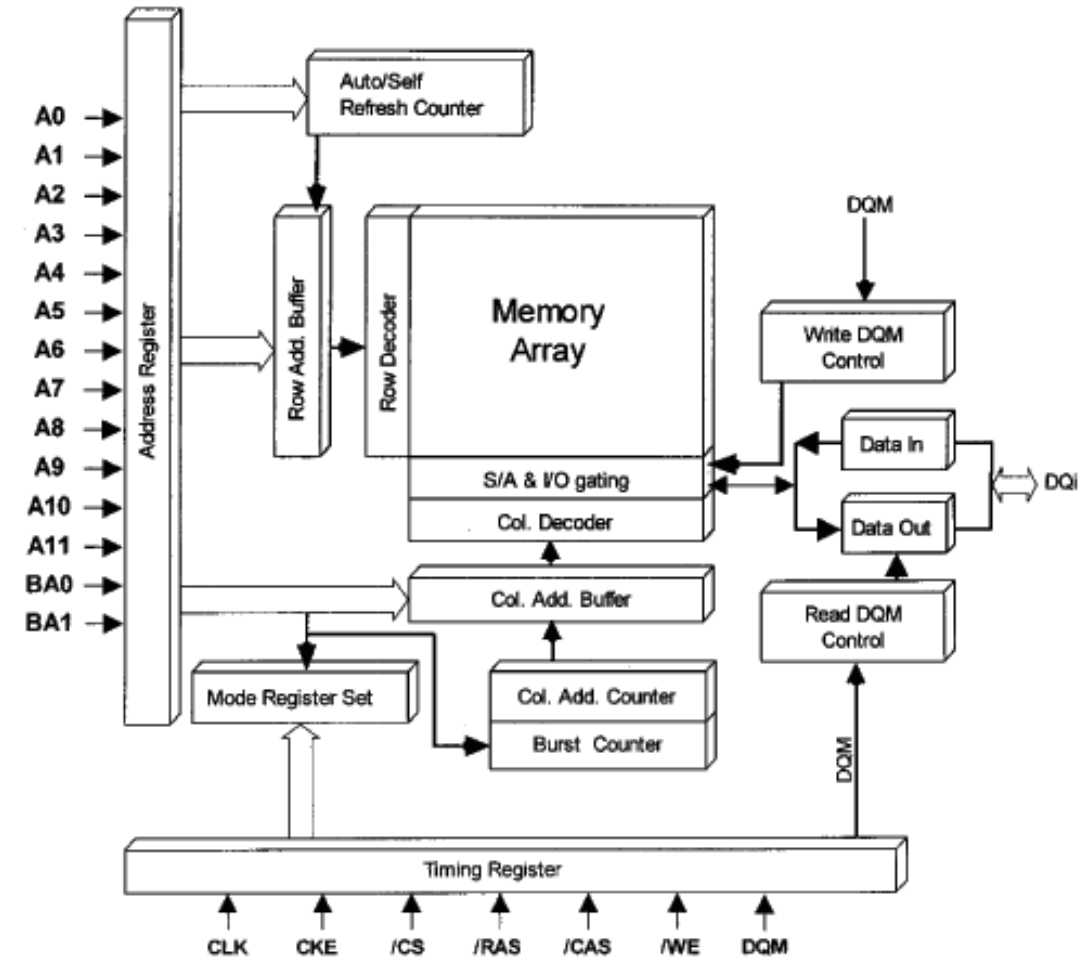 Auto/Self
Refresh Counter
A0
A1
A2
A3
A4
A5
A6
A7
A8
A9
A10
A11
BA0
BA1
Address Register
Row Add. Buffer
Row Decoder
Memory
Array
S/A & I/O gating
Col. Decoder
Col. Add. Buffer
Mode Register Set
Col. Add. Counter
Burst Counter
DQM
Write DQM
Control
Data In
DQi
Data Out
Read DQM
Control
DQM
Timing Register
CLK
CKE
/CS
/RAS
/CAS
/WE
DQM